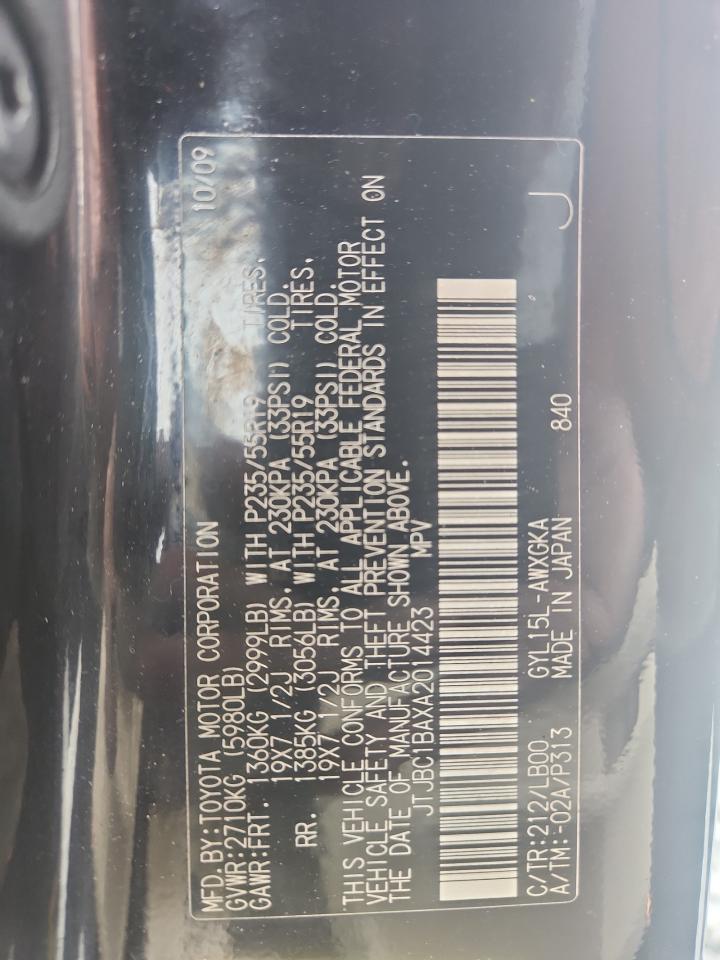 MFD. BY: TOYOTA MOTOR CORPORATION 10/09
GVWR: 2710KG (5980LB)
GAWR: FRT. 1360KG (2999LB) WITH P235/55R19 TIRES,
19X7 1/2J RIMS, AT 230KPA (33PSI) COLD.
RR. 1385KG (3056LB) WITH P235/55R19 TIRES,
19X7 1/2J RIMS, AT 230KPA (33PSI) COLD.
THIS VEHICLE CONFORMS TO ALL APPLICABLE FEDERAL MOTOR
VEHICLE SAFETY AND THEFT PREVENTION STANDARDS IN EFFECT ON
THE DATE OF MANUFACTURE SHOWN ABOVE.
JTJBC1BAXA2014423 MPV
C/TR: 212/LB00 GYL15L-AWXGKA 840 J
A/TM: -02A/P313 MADE IN JAPAN